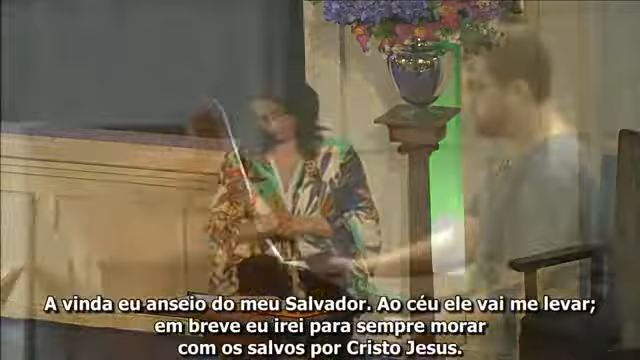 A vinda eu anseio do meu Salvador. Ao céu ele vai me levar;
em breve eu irei para sempre morar
com os salvos por Cristo Jesus.